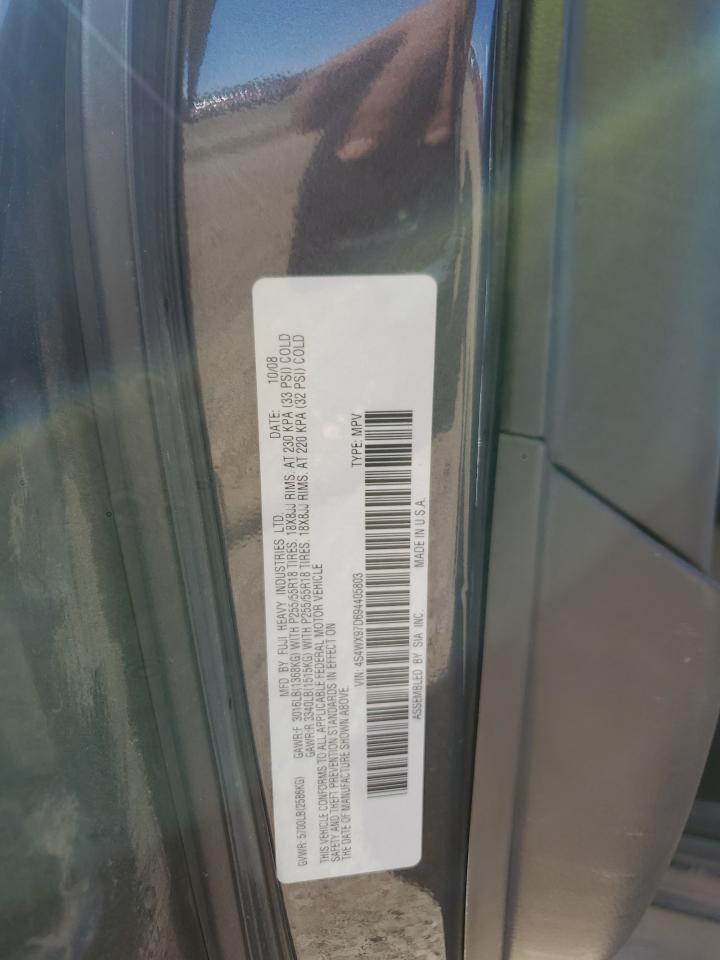 MFD BY FUJI HEAVY INDUSTRIES LTD. DATE: 10/08
GVWR: 5700LB(2586KG) GAWR:F 3016LB(1368KG) WITH P255/55R18 TIRES, 18X8JJ RIMS. AT 230 KPA (33 PSI) COLD
GAWR:R 3340LB(1515KG) WITH P255/55R18 TIRES, 18X8JJ RIMS. AT 220 KPA (32 PSI) COLD
THIS VEHICLE CONFORMS TO ALL APPLICABLE FEDERAL MOTOR VEHICLE
SAFETY AND THEFT PREVENTION STANDARDS IN EFFECT ON
THE DATE OF MANUFACTURE SHOWN ABOVE.
VIN: 4S4WX97D694405803 TYPE: MPV
ASSEMBLED BY SIA INC. MADE IN U.S.A.